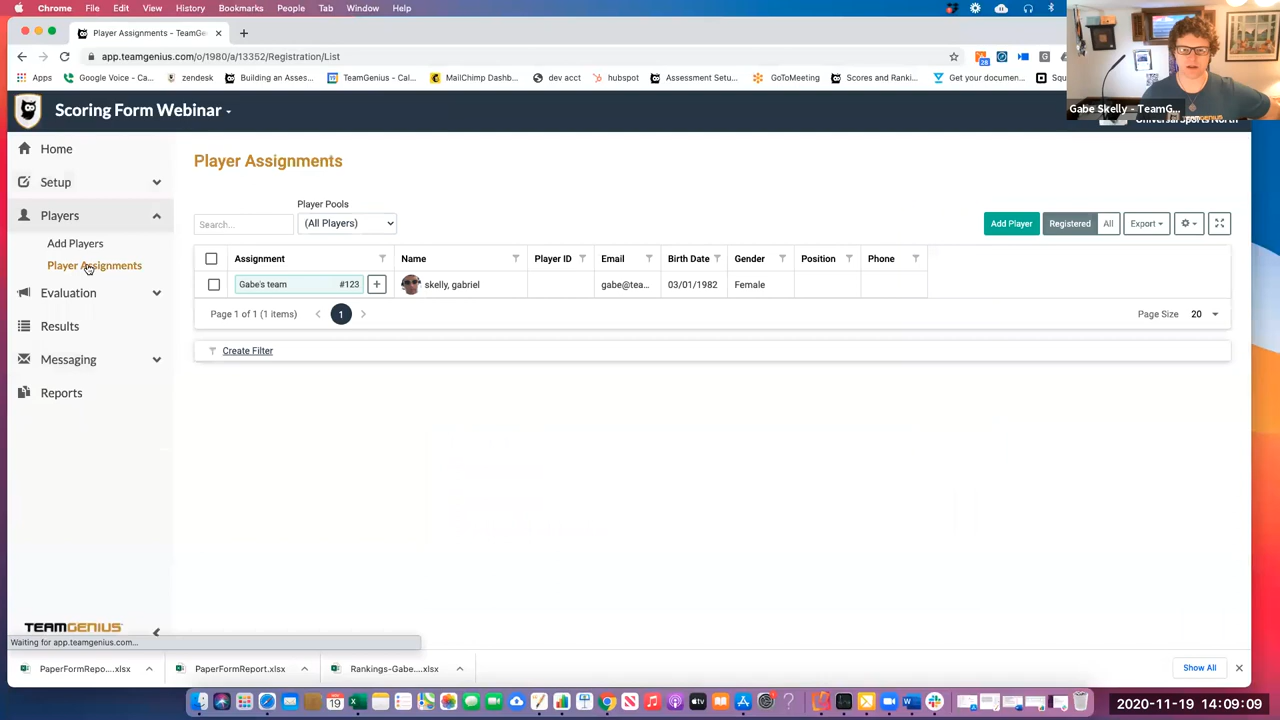 Chrome File Edit View History Bookmarks People Tab Window Help
Player Assignments - TeamGe
app.teamgenius.com/o/1980/a/13352/Registration/List
28
Apps Google Voice - Ca... zendesk Building an Asses... TeamGenius - Cal... MailChimp Dashb... dev acct hubspot Assessment Setu... GoToMeeting Scores and Ranki... Get your documen...
Gabe Skelly - TeamG...
Scoring Form Webinar
Universal Sports North
Home
Setup
Players
Add Players
Player Assignments
Evaluation
Results
Messaging
Reports
TEAMGENIUS
Player Assignments
Player Pools
Search...
(All Players)
Add Player Registered All Export
Assignment Name Player ID Email Birth Date Gender Position Phone
Gabe's team #123 + skelly, gabriel gabe@tea... 03/01/1982 Female
Page 1 of 1 (1 items) 1 Page Size 20
Create Filter
Waiting for app.teamgenius.com...
PaperFormRepo....xlsx PaperFormReport.xlsx Rankings-Gabe....xlsx Show All
2020-11-19 14:09:09